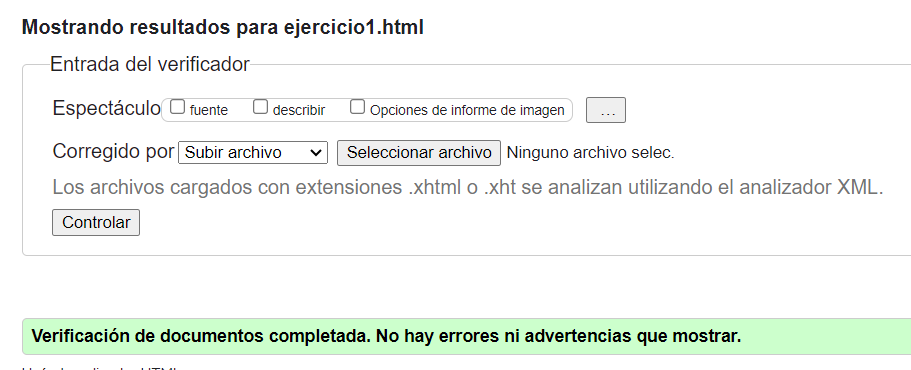 Mostrando resultados para ejercicio1.html
Entrada del verificador
Espectáculo fuente describir Opciones de informe de imagen ...
Corregido por Subir archivo Seleccionar archivo Ninguno archivo selec.
Los archivos cargados con extensiones .xhtml o .xht se analizan utilizando el analizador XML.
Controlar
Verificación de documentos completada. No hay errores ni advertencias que mostrar.